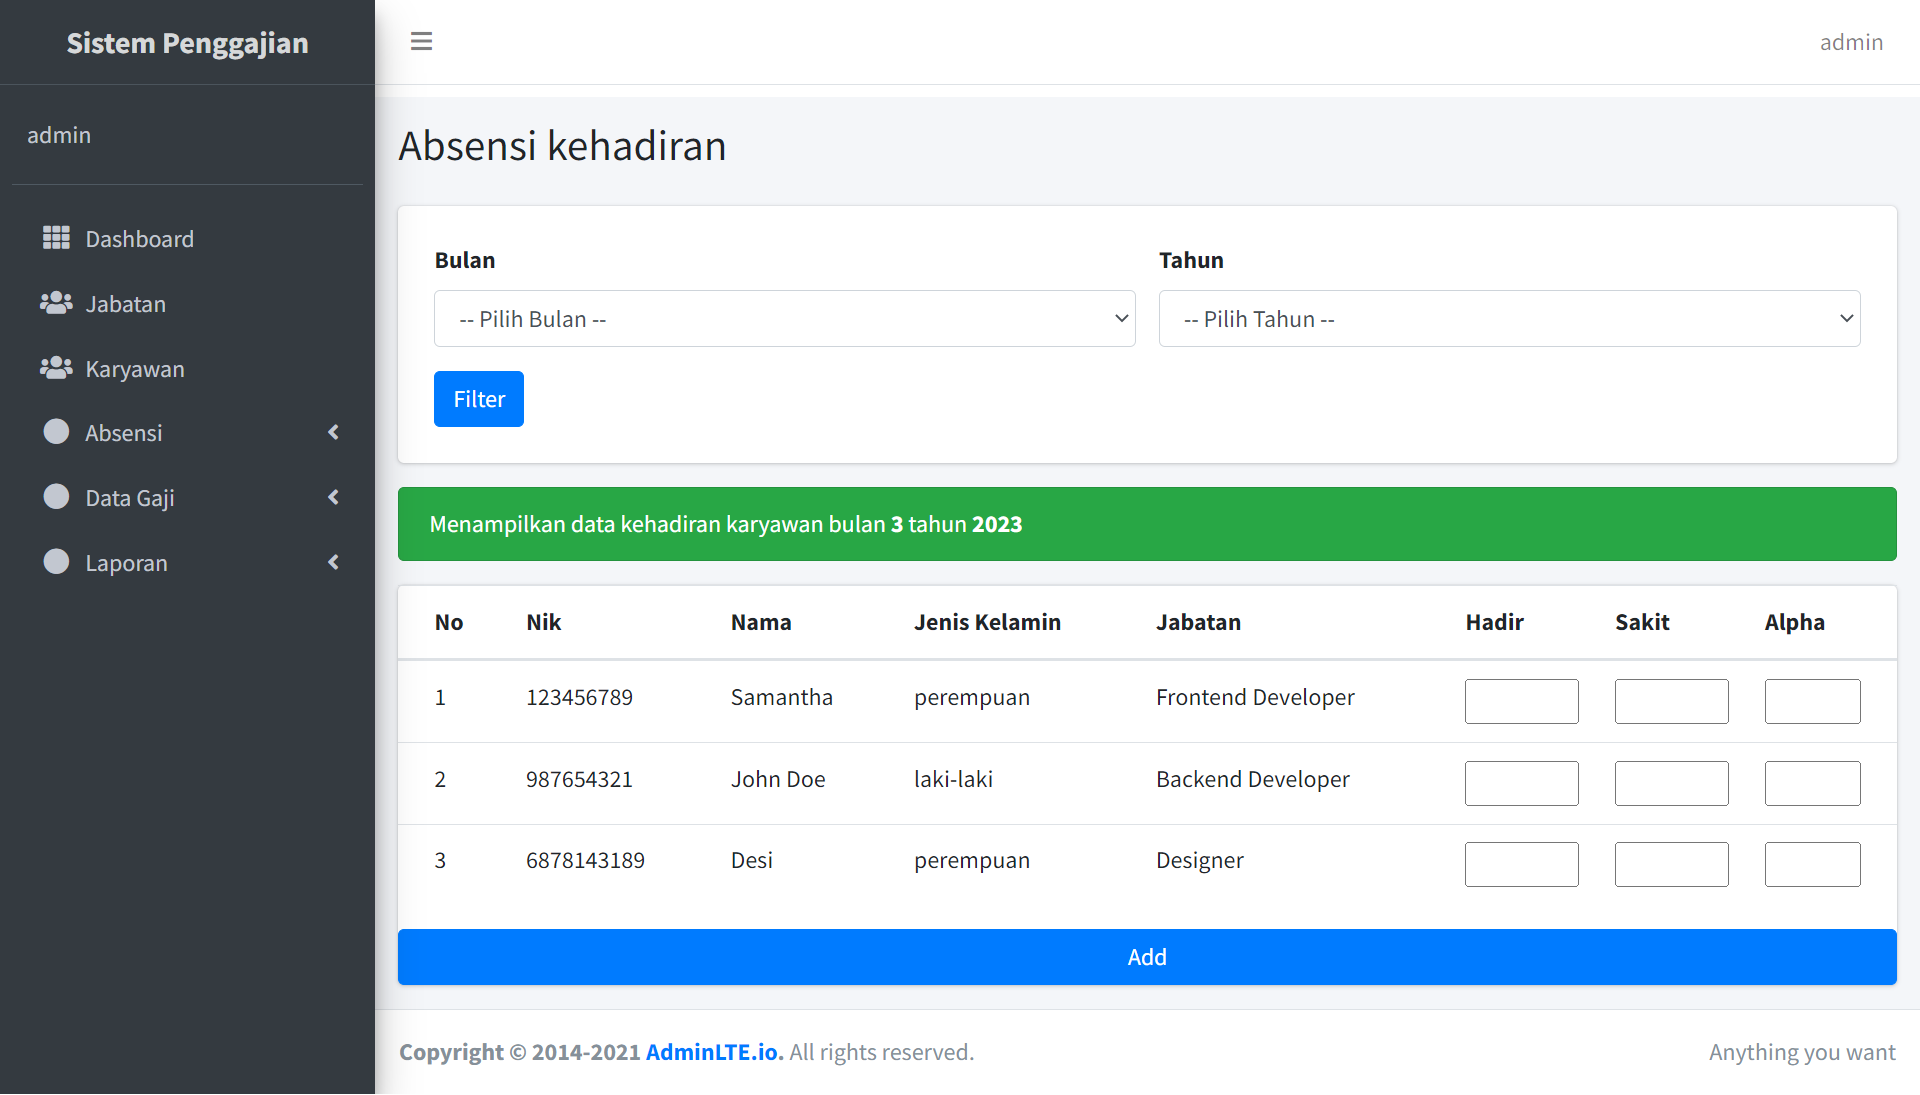 Sistem Penggajian
admin
admin
Dashboard
Jabatan
Karyawan
Absensi
Data Gaji
Laporan
Absensi kehadiran
Bulan Tahun
-- Pilih Bulan -- -- Pilih Tahun --
Filter
Menampilkan data kehadiran karyawan bulan 3 tahun 2023
No Nik Nama Jenis Kelamin Jabatan Hadir Sakit Alpha
1 123456789 Samantha perempuan Frontend Developer
2 987654321 John Doe laki-laki Backend Developer
3 6878143189 Desi perempuan Designer
Add
Copyright © 2014-2021 AdminLTE.io. All rights reserved. Anything you want